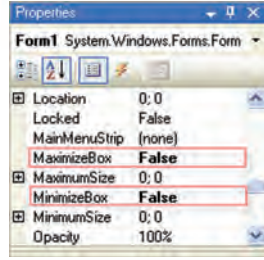 Properties
Form1 System.Windows.Forms.Form
Location 0; 0
Locked False
MainMenuStrip (none)
MaximizeBox False
MaximumSize 0; 0
MinimizeBox False
MinimumSize 0; 0
Opacity 100%